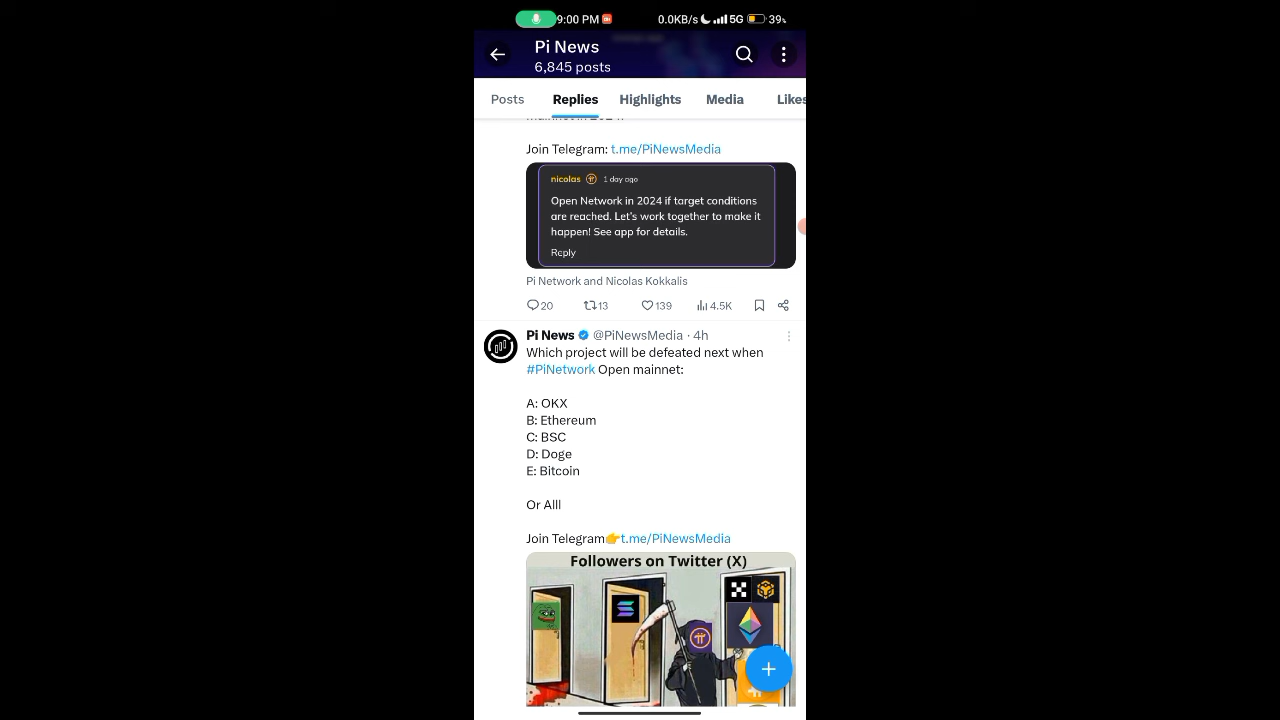 9:00 PM
0.0KB/s
5G
39%
Pi News
6,845 posts
Posts
Replies
Highlights
Media
Likes
Join Telegram: t.me/PiNewsMedia
nicolas
1 day ago
Open Network in 2024 if target conditions
are reached. Let's work together to make it
happen! See app for details.
Reply
Pi Network and Nicolas Kokkalis
20
13
139
4.5K
Pi News @PiNewsMedia · 4h
Which project will be defeated next when
#PiNetwork Open mainnet:
A: OKX
B: Ethereum
C: BSC
D: Doge
E: Bitcoin
Or Alll
Join Telegram👉t.me/PiNewsMedia
Followers on Twitter (X)